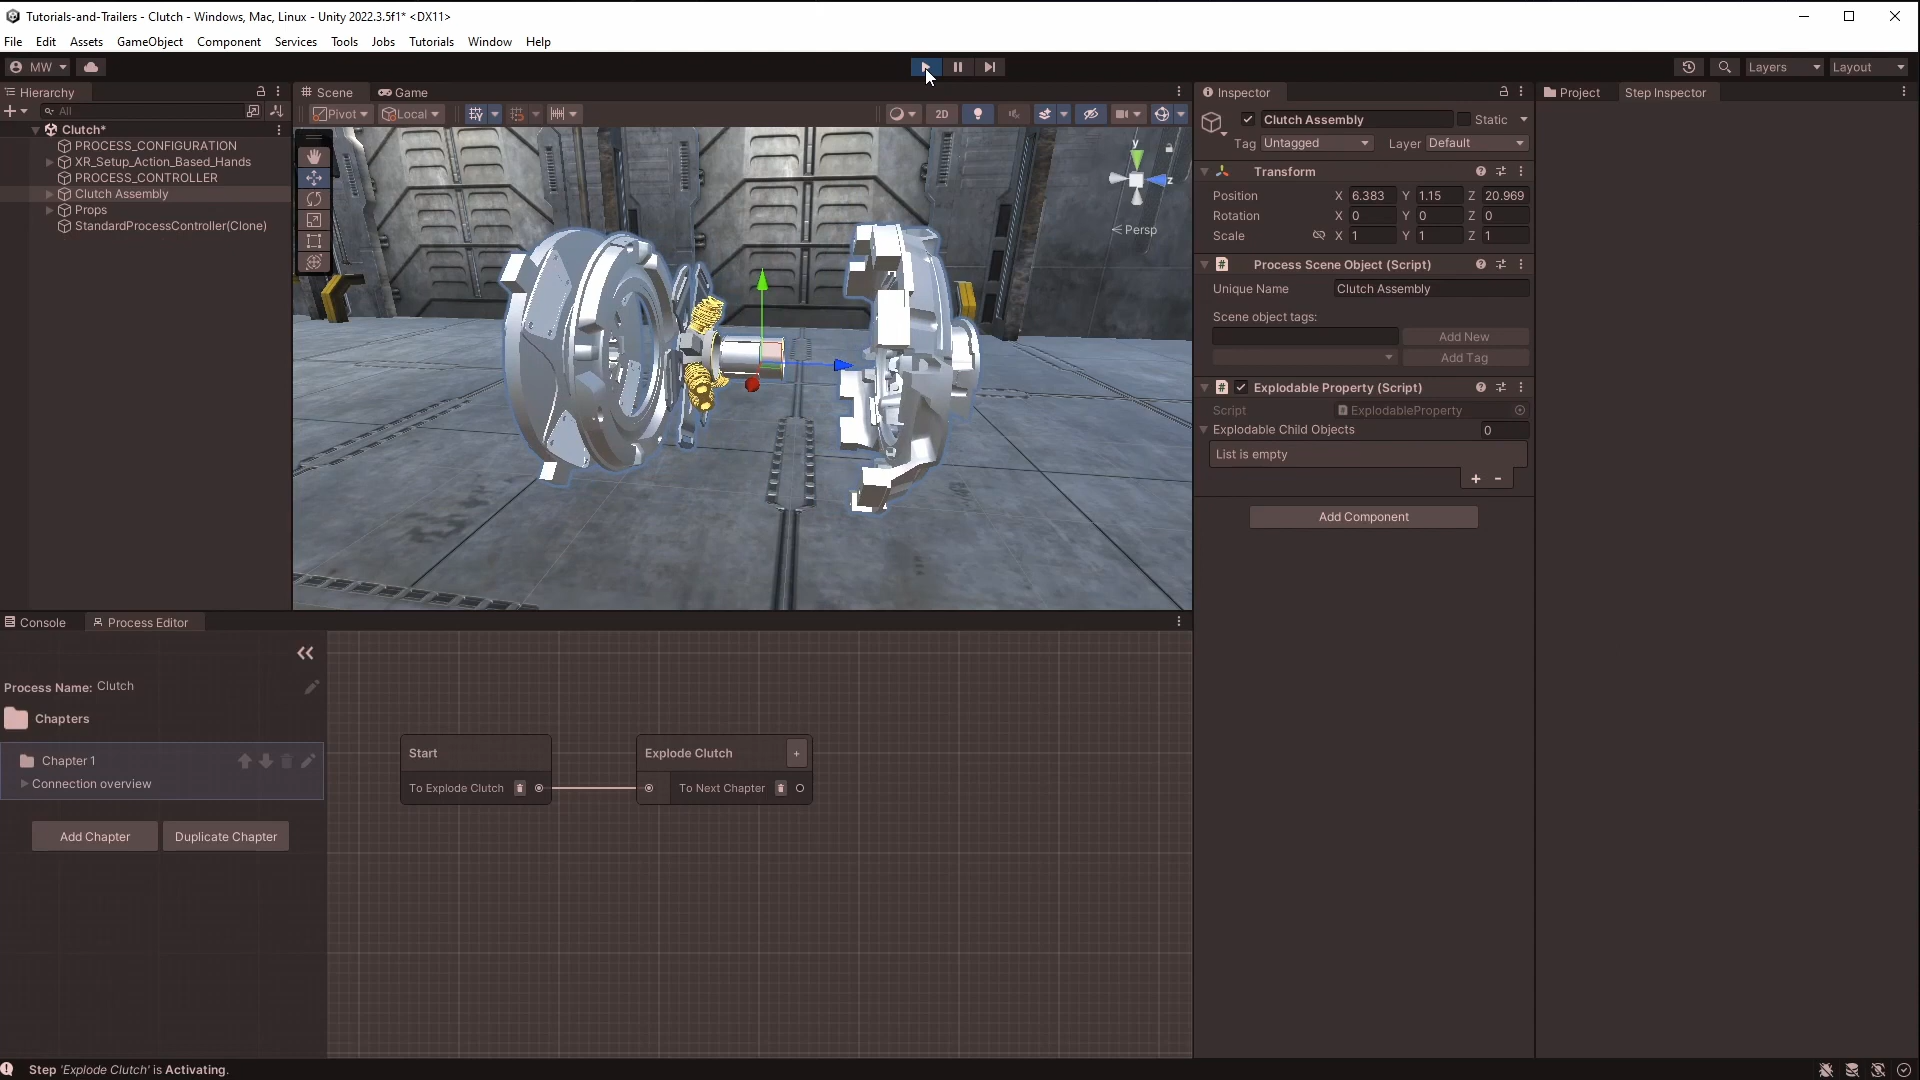 Tutorials-and-Trailers - Clutch - Windows, Mac, Linux - Unity 2022.3.5f1* <DX11>
File Edit Assets GameObject Component Services Tools Jobs Tutorials Window Help
MW
Layers
Layout
Hierarchy
All
Clutch*
PROCESS_CONFIGURATION
XR_Setup_Action_Based_Hands
PROCESS_CONTROLLER
Clutch Assembly
Props
StandardProcessController(Clone)
Scene
Game
Pivot
Local
2D
y
z
Persp
Inspector
Clutch Assembly
Static
Tag Untagged
Layer Default
Transform
Position X 6.383 Y 1.15 Z 20.969
Rotation X 0 Y 0 Z 0
Scale X 1 Y 1 Z 1
Process Scene Object (Script)
Unique Name Clutch Assembly
Scene object tags:
Add New
Add Tag
Explodable Property (Script)
Script ExplodableProperty
Explodable Child Objects 0
List is empty
+ -
Add Component
Project
Step Inspector
Console
Process Editor
Process Name: Clutch
Chapters
Chapter 1
Connection overview
Add Chapter
Duplicate Chapter
Start
To Explode Clutch
Explode Clutch +
To Next Chapter
Step 'Explode Clutch' is Activating.